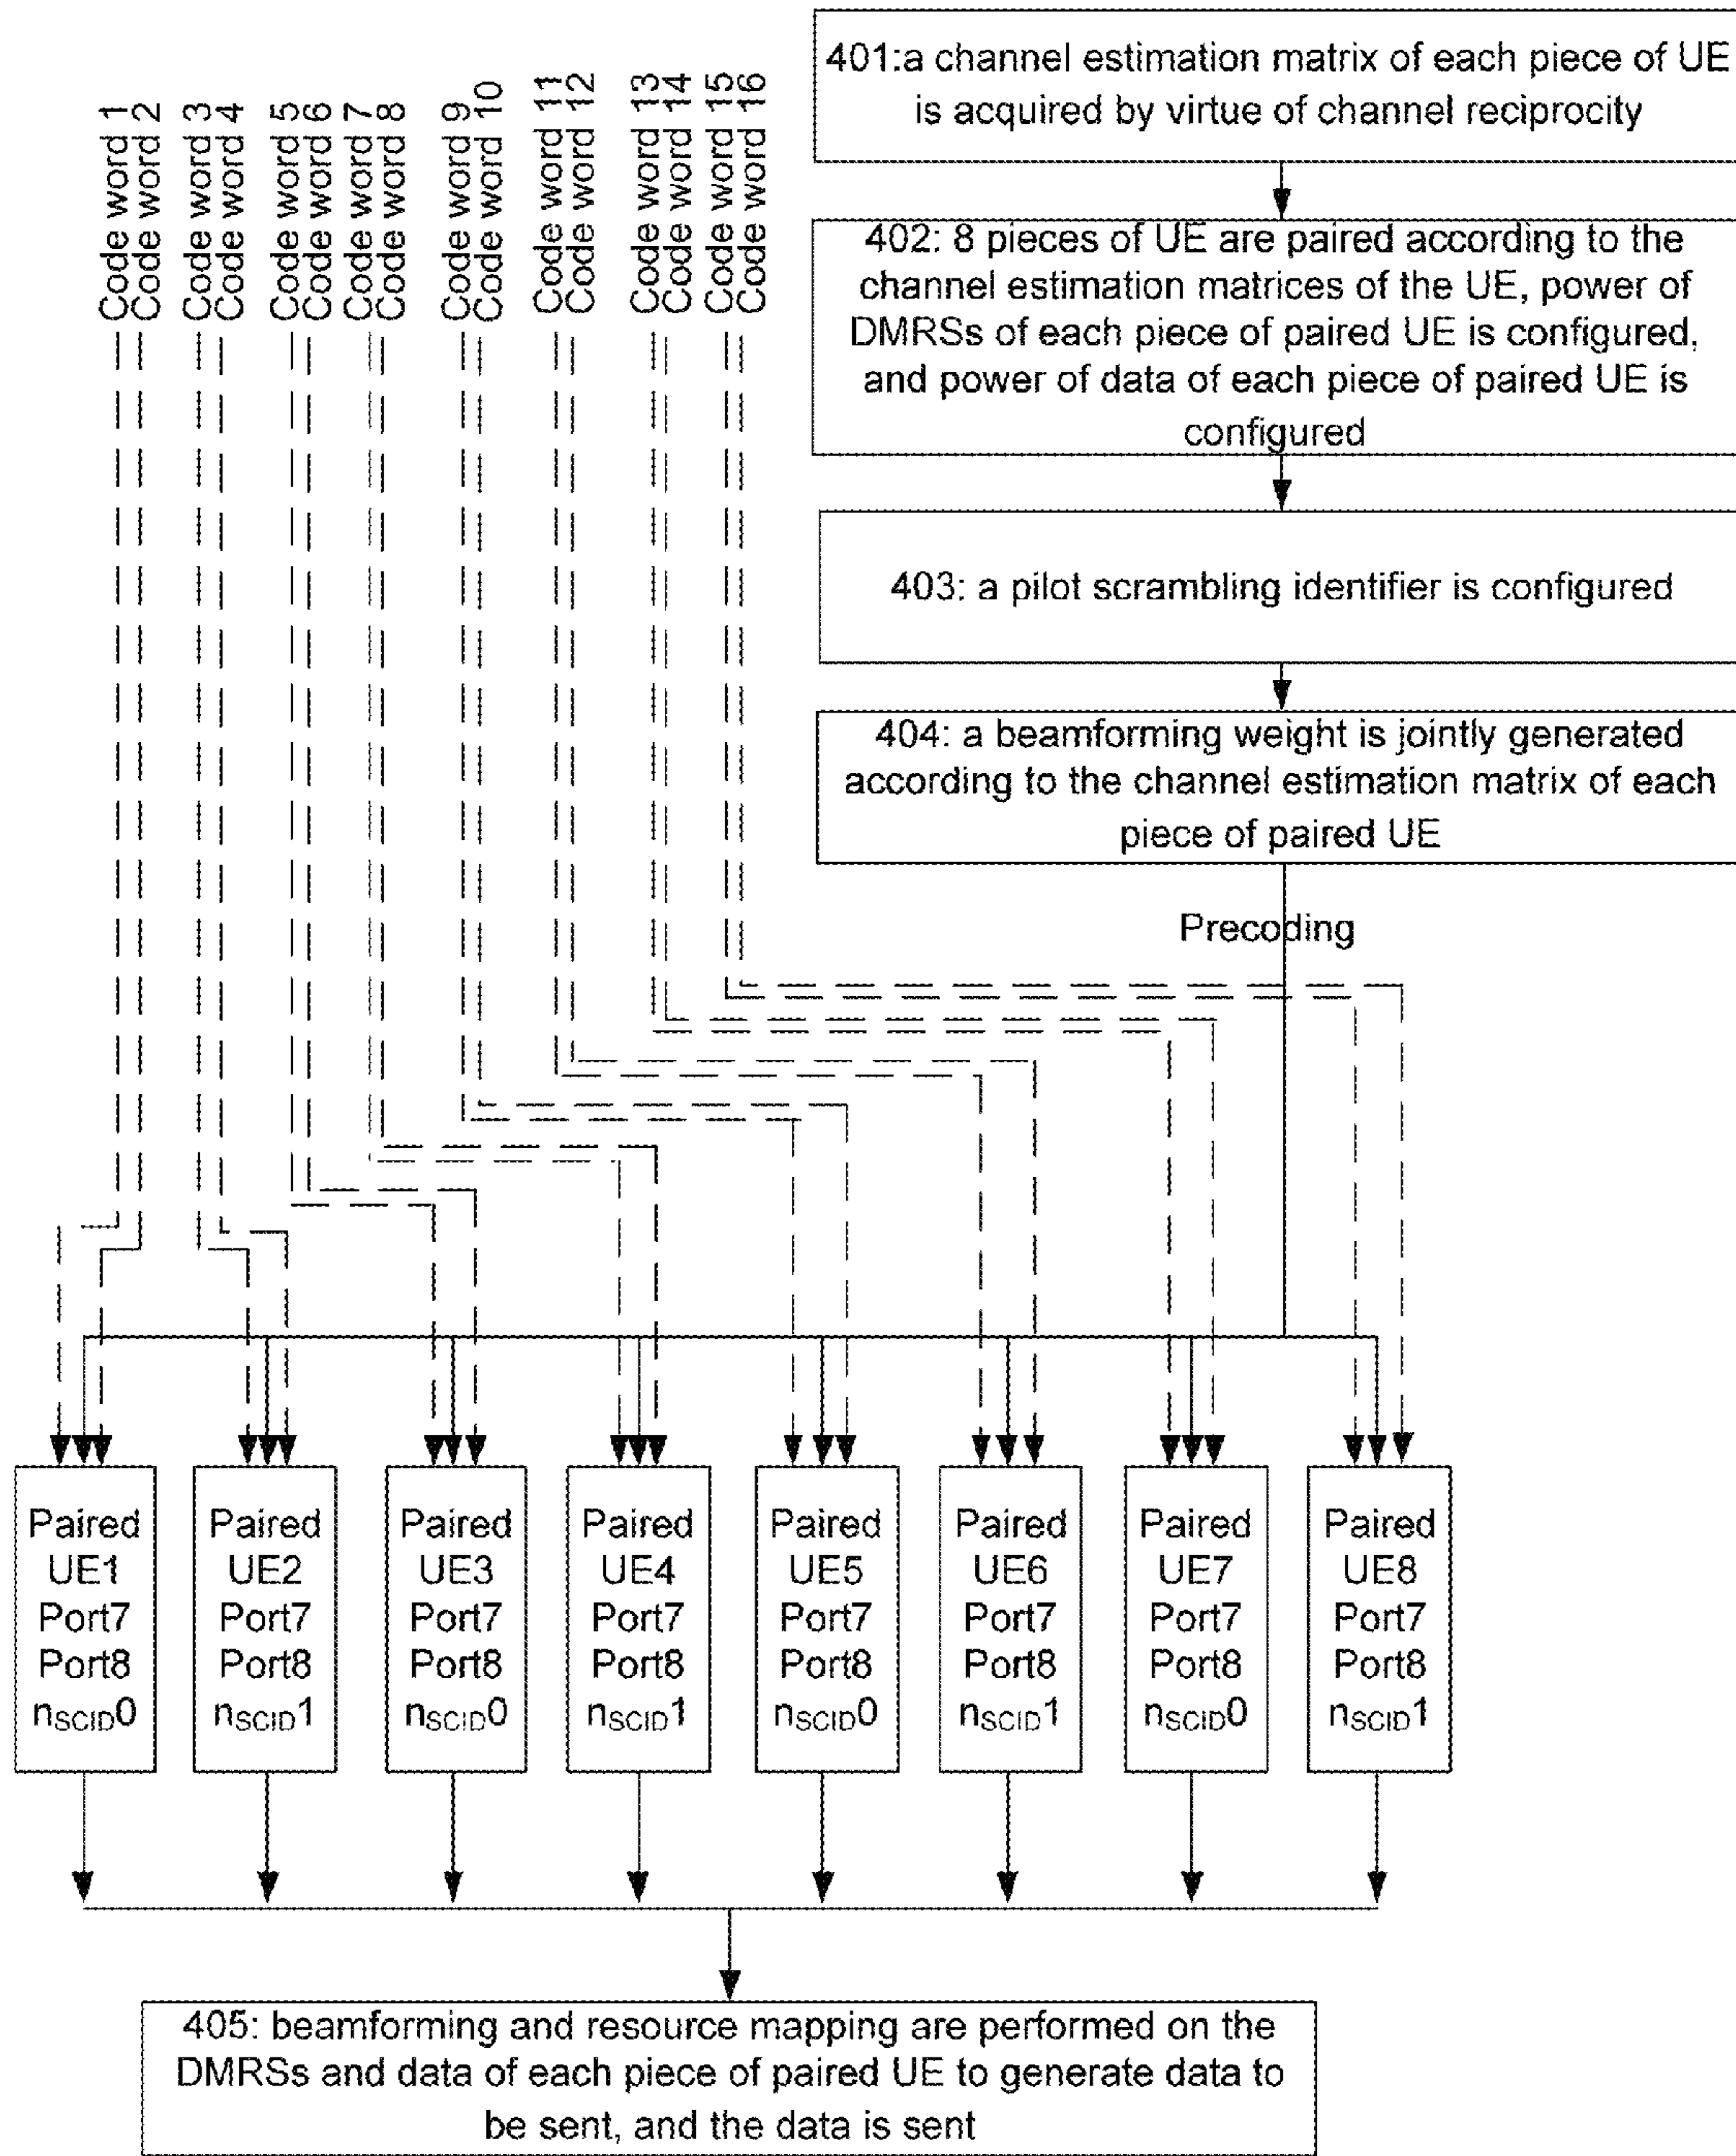 Code word 1
Code word 2
Code word 3
Code word 4
Code word 5
Code word 6
Code word 7
Code word 8
Code word 9
Code word 10
Code word 11
Code word 12
Code word 13
Code word 14
Code word 15
Code word 16
401:a channel estimation matrix of each piece of UE
is acquired by virtue of channel reciprocity
402: 8 pieces of UE are paired according to the
channel estimation matrices of the UE, power of
DMRSs of each piece of paired UE is configured,
and power of data of each piece of paired UE is
configured
403: a pilot scrambling identifier is configured
404: a beamforming weight is jointly generated
according to the channel estimation matrix of each
piece of paired UE
Precoding
Paired
UE1
Port7
Port8
nSCID0
Paired
UE2
Port7
Port8
nSCID1
Paired
UE3
Port7
Port8
nSCID0
Paired
UE4
Port7
Port8
nSCID1
Paired
UE5
Port7
Port8
nSCID0
Paired
UE6
Port7
Port8
nSCID1
Paired
UE7
Port7
Port8
nSCID0
Paired
UE8
Port7
Port8
nSCID1
405: beamforming and resource mapping are performed on the
DMRSs and data of each piece of paired UE to generate data to
be sent, and the data is sent